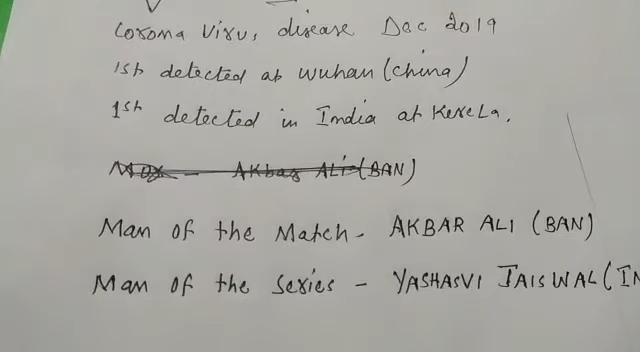 Corona Virus disease Dec 2019
1st detected at wuhan (china)
1st detected in India at KereLa.
Akbar ALi (BAN)
Man of the Match - AKBAR ALI (BAN)
Man of the Series - YASHASVI JAISWAL (IN